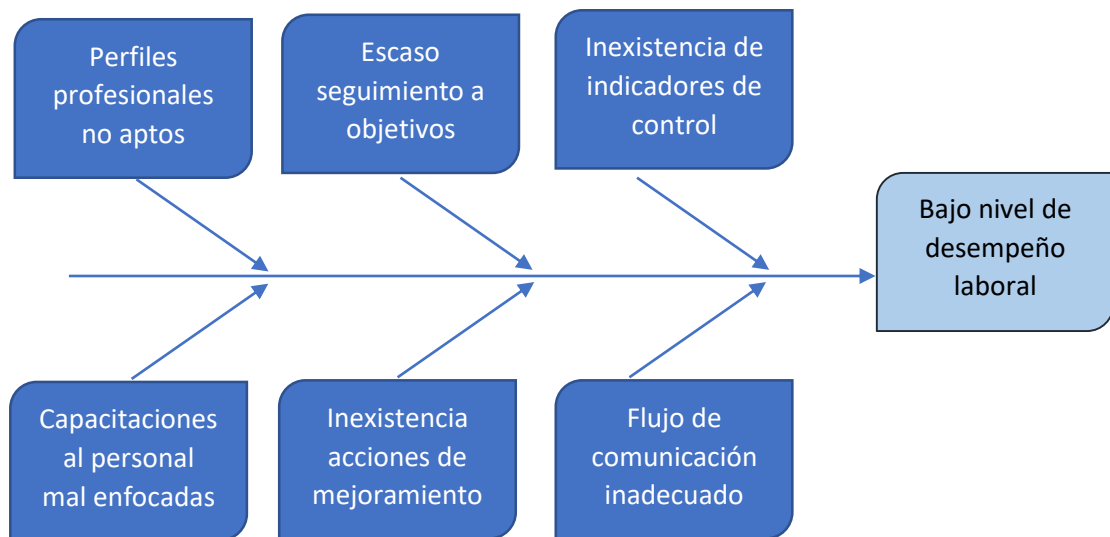 Perfiles
profesionales
no aptos
Escaso
seguimiento a
objetivos
Inexistencia de
indicadores de
control
Bajo nivel de
desempeño
laboral
Capacitaciones
al personal
mal enfocadas
Inexistencia
acciones de
mejoramiento
Flujo de
comunicación
inadecuado